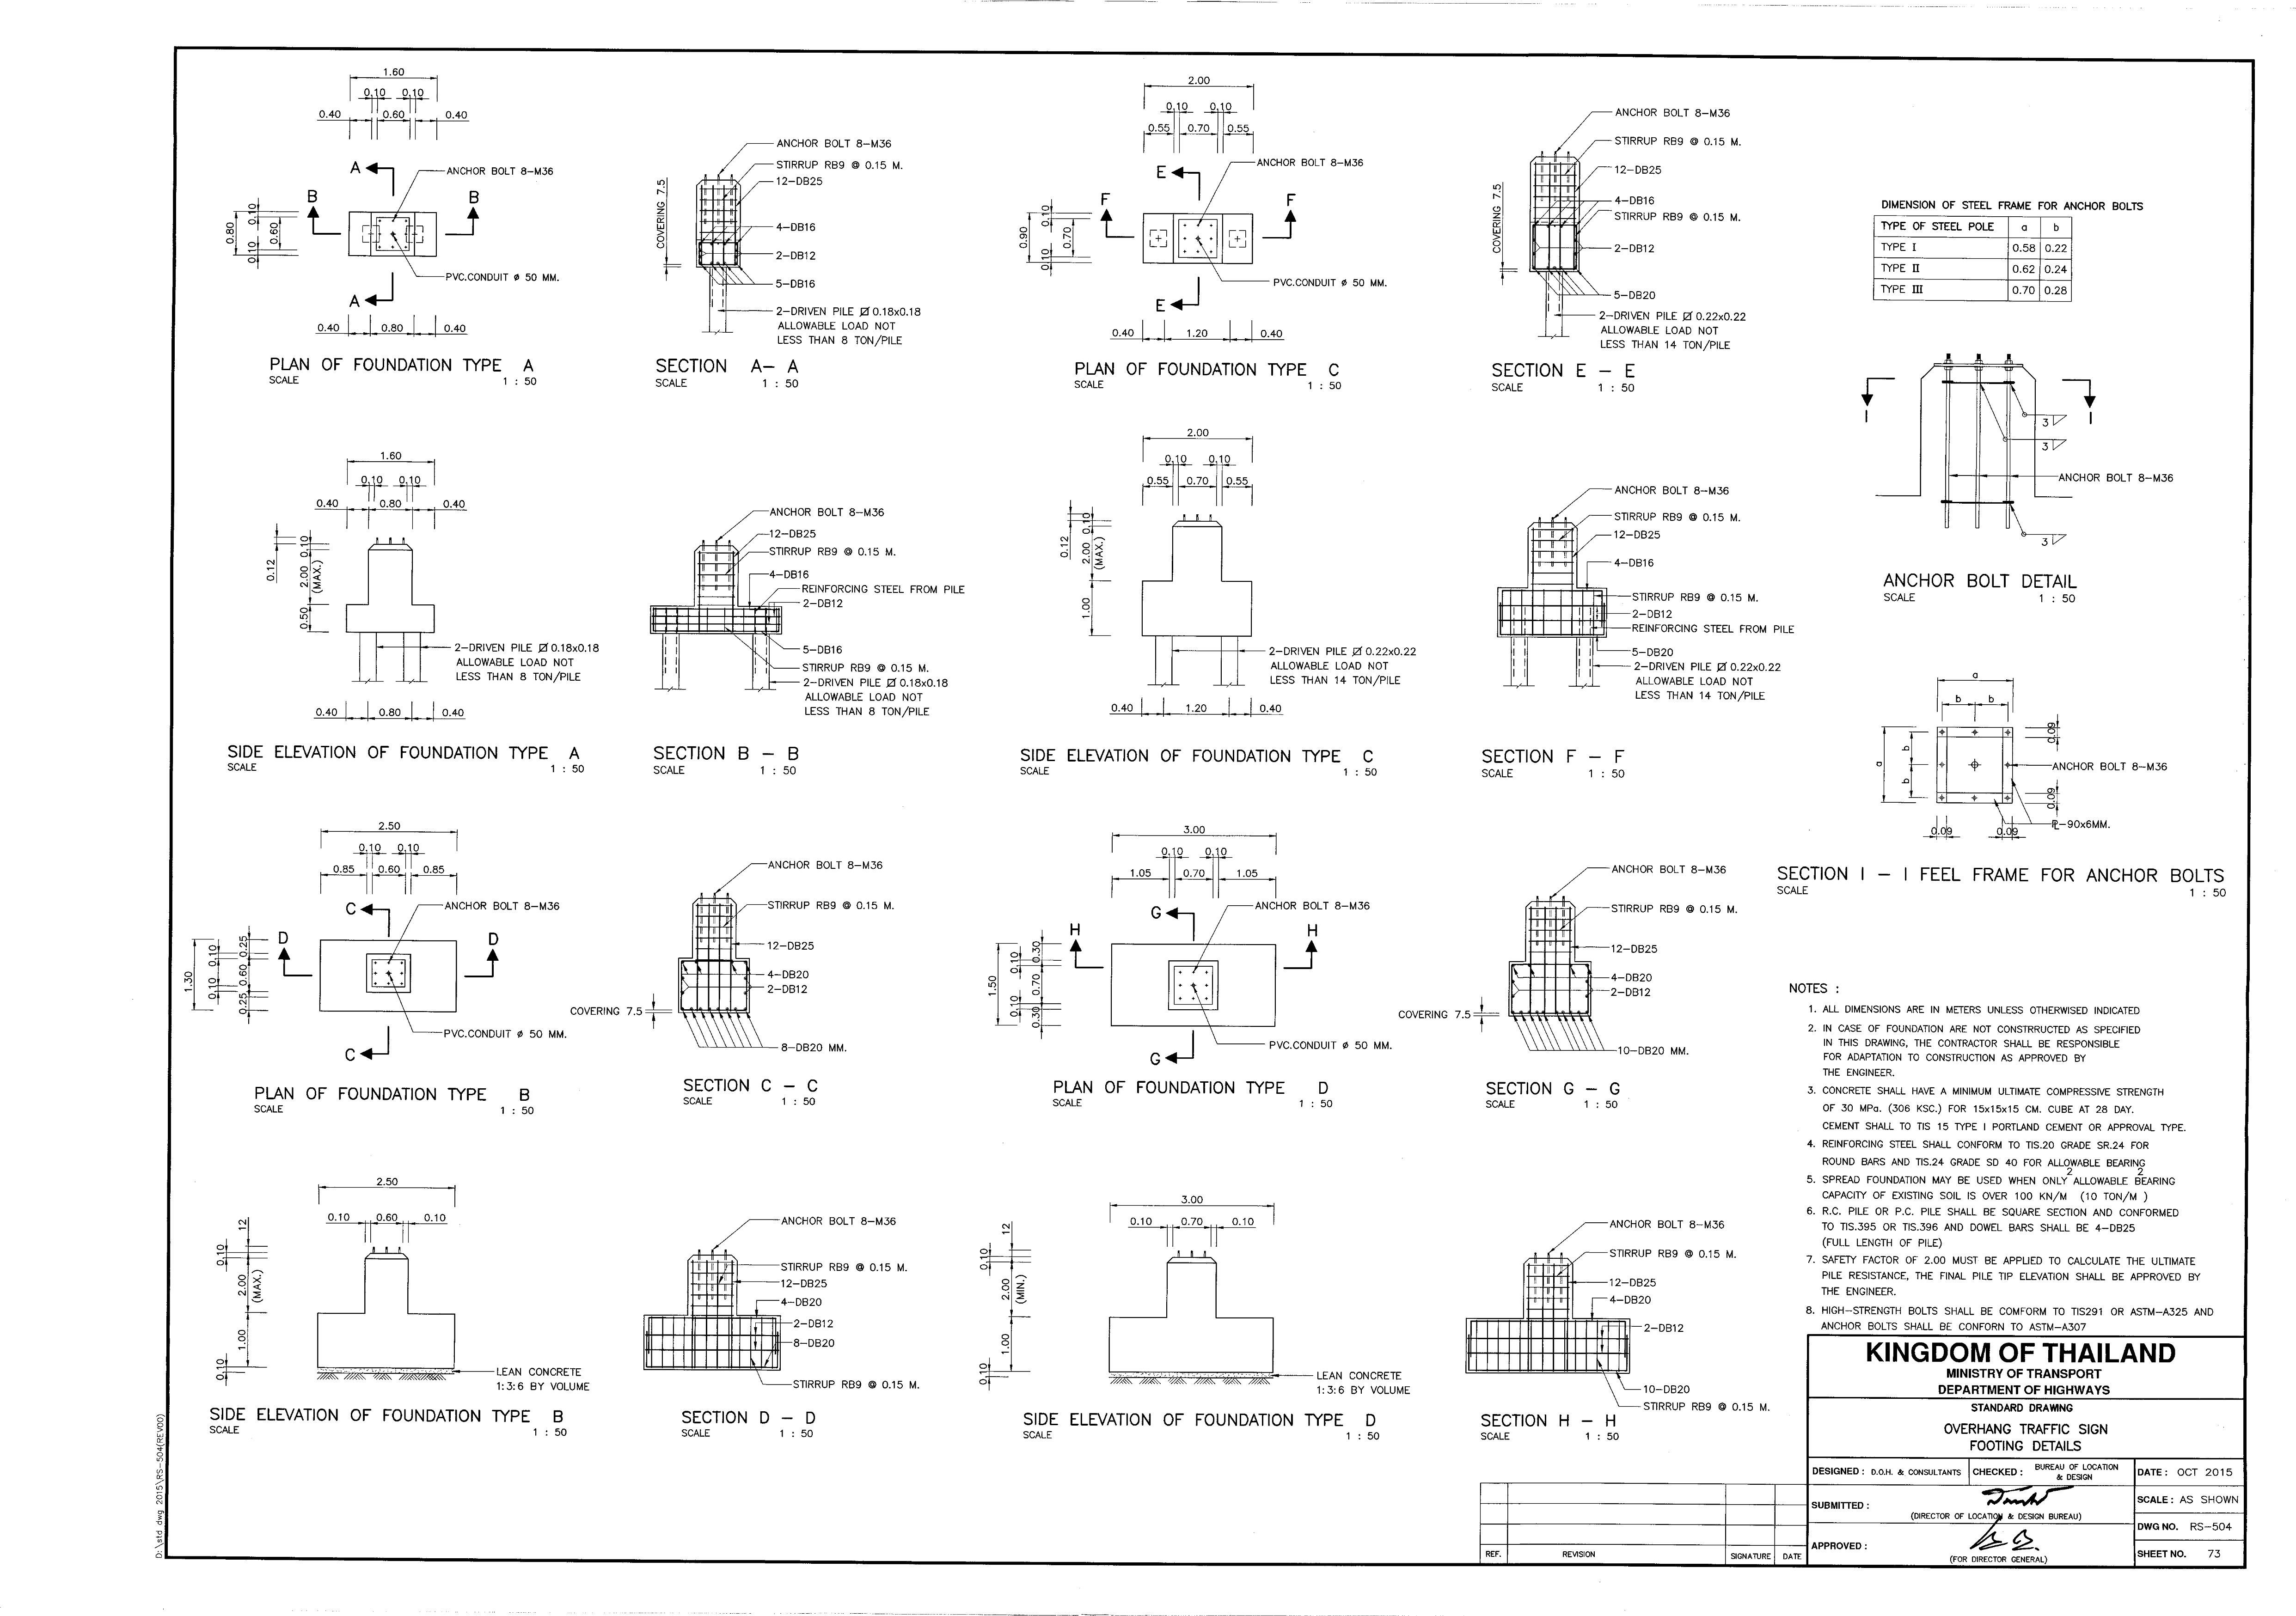 1.60
0.10 0.10
0.40 0.60 0.40
A
ANCHOR BOLT 8-M36
B B
0.80
0.10
0.60
0.10
PVC.CONDUIT ø 50 MM.
A
0.40 0.80 0.40
PLAN OF FOUNDATION TYPE A
SCALE 1 : 50
ANCHOR BOLT 8-M36
STIRRUP RB9 @ 0.15 M.
12-DB25
COVERING 7.5
4-DB16
2-DB12
5-DB16
2-DRIVEN PILE 0.18x0.18
ALLOWABLE LOAD NOT
LESS THAN 8 TON/PILE
SECTION A- A
SCALE 1 : 50
2.00
0.10 0.10
0.55 0.70 0.55
E
ANCHOR BOLT 8-M36
F F
0.90
0.10
0.70
0.10
PVC.CONDUIT ø 50 MM.
E
0.40 1.20 0.40
PLAN OF FOUNDATION TYPE C
SCALE 1 : 50
ANCHOR BOLT 8-M36
STIRRUP RB9 @ 0.15 M.
12-DB25
COVERING 7.5
4-DB16
STIRRUP RB9 @ 0.15 M.
2-DB12
5-DB20
2-DRIVEN PILE 0.22x0.22
ALLOWABLE LOAD NOT
LESS THAN 14 TON/PILE
SECTION E - E
SCALE 1 : 50
DIMENSION OF STEEL FRAME FOR ANCHOR BOLTS
TYPE OF STEEL POLE a b
TYPE I 0.58 0.22
TYPE II 0.62 0.24
TYPE III 0.70 0.28
I I
3
3
ANCHOR BOLT 8-M36
3
ANCHOR BOLT DETAIL
SCALE 1 : 50
1.60
0.10 0.10
0.40 0.80 0.40
0.12
0.10
2.00
(MAX.)
0.50
2-DRIVEN PILE 0.18x0.18
ALLOWABLE LOAD NOT
LESS THAN 8 TON/PILE
0.40 0.80 0.40
SIDE ELEVATION OF FOUNDATION TYPE A
SCALE 1 : 50
ANCHOR BOLT 8-M36
12-DB25
STIRRUP RB9 @ 0.15 M.
4-DB16
REINFORCING STEEL FROM PILE
2-DB12
5-DB16
STIRRUP RB9 @ 0.15 M.
2-DRIVEN PILE 0.18x0.18
ALLOWABLE LOAD NOT
LESS THAN 8 TON/PILE
SECTION B - B
SCALE 1 : 50
2.00
0.10 0.10
0.55 0.70 0.55
0.12
0.10
2.00
(MAX.)
1.00
2-DRIVEN PILE 0.22x0.22
ALLOWABLE LOAD NOT
LESS THAN 14 TON/PILE
0.40 1.20 0.40
SIDE ELEVATION OF FOUNDATION TYPE C
SCALE 1 : 50
ANCHOR BOLT 8-M36
STIRRUP RB9 @ 0.15 M.
12-DB25
4-DB16
STIRRUP RB9 @ 0.15 M.
2-DB12
REINFORCING STEEL FROM PILE
5-DB20
2-DRIVEN PILE 0.22x0.22
ALLOWABLE LOAD NOT
LESS THAN 14 TON/PILE
SECTION F - F
SCALE 1 : 50
a
b b
0.09
a
b
b
ANCHOR BOLT 8-M36
0.09
PL-90x6MM.
0.09 0.09
SECTION I - I FEEL FRAME FOR ANCHOR BOLTS
SCALE 1 : 50
2.50
0.10 0.10
0.85 0.60 0.85
C
ANCHOR BOLT 8-M36
D D
1.30
0.10
0.10
0.25
0.60
0.25
PVC.CONDUIT ø 50 MM.
C
PLAN OF FOUNDATION TYPE B
SCALE 1 : 50
ANCHOR BOLT 8-M36
STIRRUP RB9 @ 0.15 M.
12-DB25
4-DB20
2-DB12
COVERING 7.5
8-DB20 MM.
SECTION C - C
SCALE 1 : 50
3.00
0.10 0.10
1.05 0.70 1.05
G
ANCHOR BOLT 8-M36
H H
1.50
0.10
0.10
0.30
0.70
0.30
PVC.CONDUIT ø 50 MM.
G
PLAN OF FOUNDATION TYPE D
SCALE 1 : 50
ANCHOR BOLT 8-M36
STIRRUP RB9 @ 0.15 M.
12-DB25
4-DB20
2-DB12
COVERING 7.5
10-DB20 MM.
SECTION G - G
SCALE 1 : 50
2.50
0.10 0.60 0.10
12
0.10
2.00
(MAX.)
1.00
0.10
LEAN CONCRETE
1:3:6 BY VOLUME
SIDE ELEVATION OF FOUNDATION TYPE B
SCALE 1 : 50
ANCHOR BOLT 8-M36
STIRRUP RB9 @ 0.15 M.
12-DB25
4-DB20
2-DB12
8-DB20
STIRRUP RB9 @ 0.15 M.
SECTION D - D
SCALE 1 : 50
3.00
0.10 0.70 0.10
12
0.10
2.00
(MIN.)
1.00
0.10
LEAN CONCRETE
1:3:6 BY VOLUME
SIDE ELEVATION OF FOUNDATION TYPE D
SCALE 1 : 50
ANCHOR BOLT 8-M36
STIRRUP RB9 @ 0.15 M.
12-DB25
4-DB20
2-DB12
10-DB20
STIRRUP RB9 @ 0.15 M.
SECTION H - H
SCALE 1 : 50
NOTES :
1. ALL DIMENSIONS ARE IN METERS UNLESS OTHERWISED INDICATED
2. IN CASE OF FOUNDATION ARE NOT CONSTRRUCTED AS SPECIFIED
IN THIS DRAWING, THE CONTRACTOR SHALL BE RESPONSIBLE
FOR ADAPTATION TO CONSTRUCTION AS APPROVED BY
THE ENGINEER.
3. CONCRETE SHALL HAVE A MINIMUM ULTIMATE COMPRESSIVE STRENGTH
OF 30 MPa. (306 KSC.) FOR 15x15x15 CM. CUBE AT 28 DAY.
CEMENT SHALL TO TIS 15 TYPE I PORTLAND CEMENT OR APPROVAL TYPE.
4. REINFORCING STEEL SHALL CONFORM TO TIS.20 GRADE SR.24 FOR
ROUND BARS AND TIS.24 GRADE SD 40 FOR ALLOWABLE BEARING
5. SPREAD FOUNDATION MAY BE USED WHEN ONLY ALLOWABLE BEARING
CAPACITY OF EXISTING SOIL IS OVER 100 KN/M² (10 TON/M²)
6. R.C. PILE OR P.C. PILE SHALL BE SQUARE SECTION AND CONFORMED
TO TIS.395 OR TIS.396 AND DOWEL BARS SHALL BE 4-DB25
(FULL LENGTH OF PILE)
7. SAFETY FACTOR OF 2.00 MUST BE APPLIED TO CALCULATE THE ULTIMATE
PILE RESISTANCE, THE FINAL PILE TIP ELEVATION SHALL BE APPROVED BY
THE ENGINEER.
8. HIGH-STRENGTH BOLTS SHALL BE COMFORM TO TIS291 OR ASTM-A325 AND
ANCHOR BOLTS SHALL BE CONFORN TO ASTM-A307
KINGDOM OF THAILAND
MINISTRY OF TRANSPORT
DEPARTMENT OF HIGHWAYS
STANDARD DRAWING
OVERHANG TRAFFIC SIGN
FOOTING DETAILS
DESIGNED : D.O.H. & CONSULTANTS
CHECKED : BUREAU OF LOCATION
& DESIGN
DATE : OCT 2015
SUBMITTED :
(DIRECTOR OF LOCATION & DESIGN BUREAU)
SCALE : AS SHOWN
DWG NO. RS-504
APPROVED :
(FOR DIRECTOR GENERAL)
SHEET NO. 73
REF. REVISION SIGNATURE DATE
D:\std dwg 2015\RS-504(REV00)